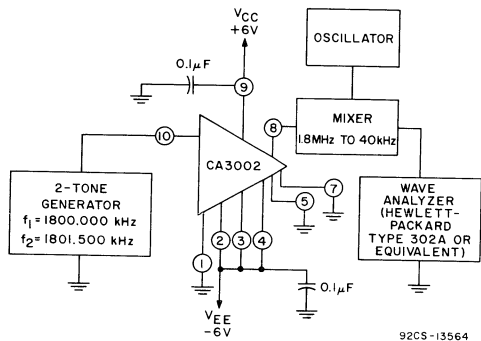 VCC
+6V
OSCILLATOR
0.1µF
9
MIXER
1.8MHz TO 40kHz
8
10
CA3002
7
5
2-TONE
GENERATOR
f1 = 1800.000 kHz
f2 = 1801.500 kHz
WAVE
ANALYZER
(HEWLETT-
PACKARD
TYPE 302A OR
EQUIVALENT)
1
2
3
4
0.1µF
VEE
-6V
92CS-13564